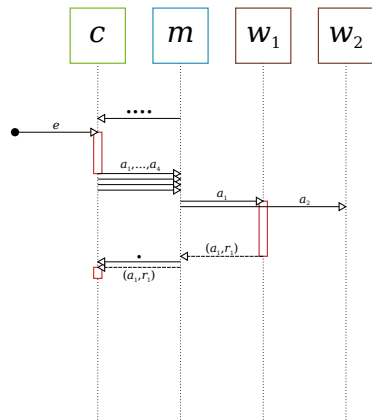 c m w₁ w₂
••••
e
a₁,...,a₄
a₁
a₂
(a₁,r₁)
•
(a₁,r₁)